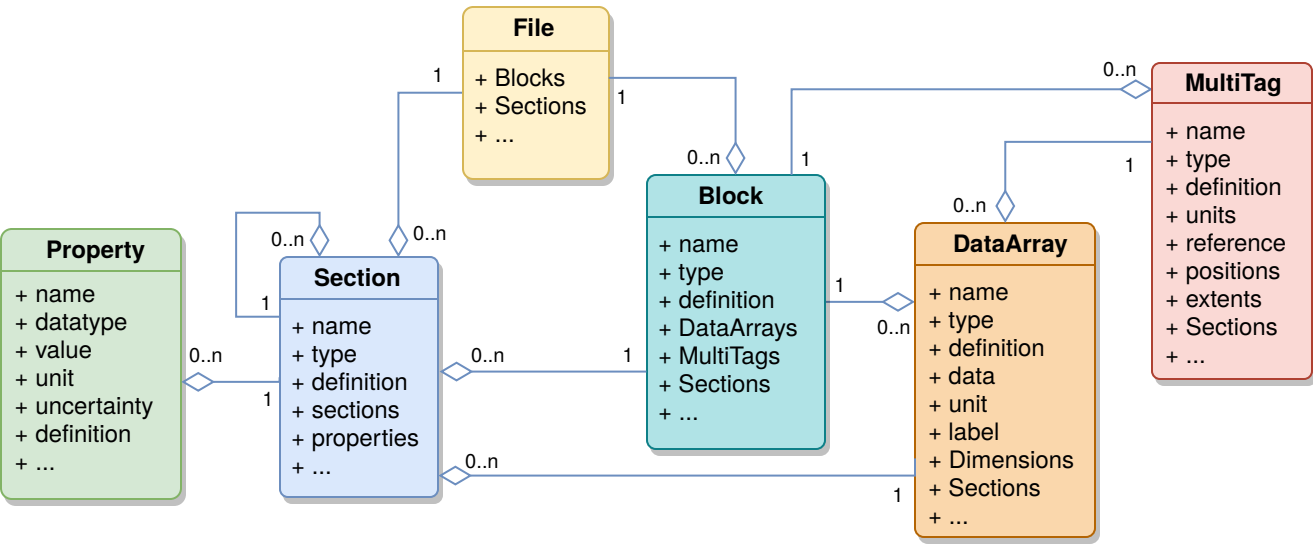 File
+ Blocks
+ Sections
+ ...
1
0..n
1
0..n
MultiTag
+ name
+ type
+ definition
+ units
+ reference
+ positions
+ extents
+ Sections
+ ...
0..n
1
1
0..n
Block
+ name
+ type
+ definition
+ DataArrays
+ MultiTags
+ Sections
+ ...
1
0..n
DataArray
+ name
+ type
+ definition
+ data
+ unit
+ label
+ Dimensions
+ Sections
+ ...
Property
+ name
+ datatype
+ value
+ unit
+ uncertainty
+ definition
+ ...
0..n
1
0..n
1
Section
+ name
+ type
+ definition
+ sections
+ properties
+ ...
0..n
1
0..n
1